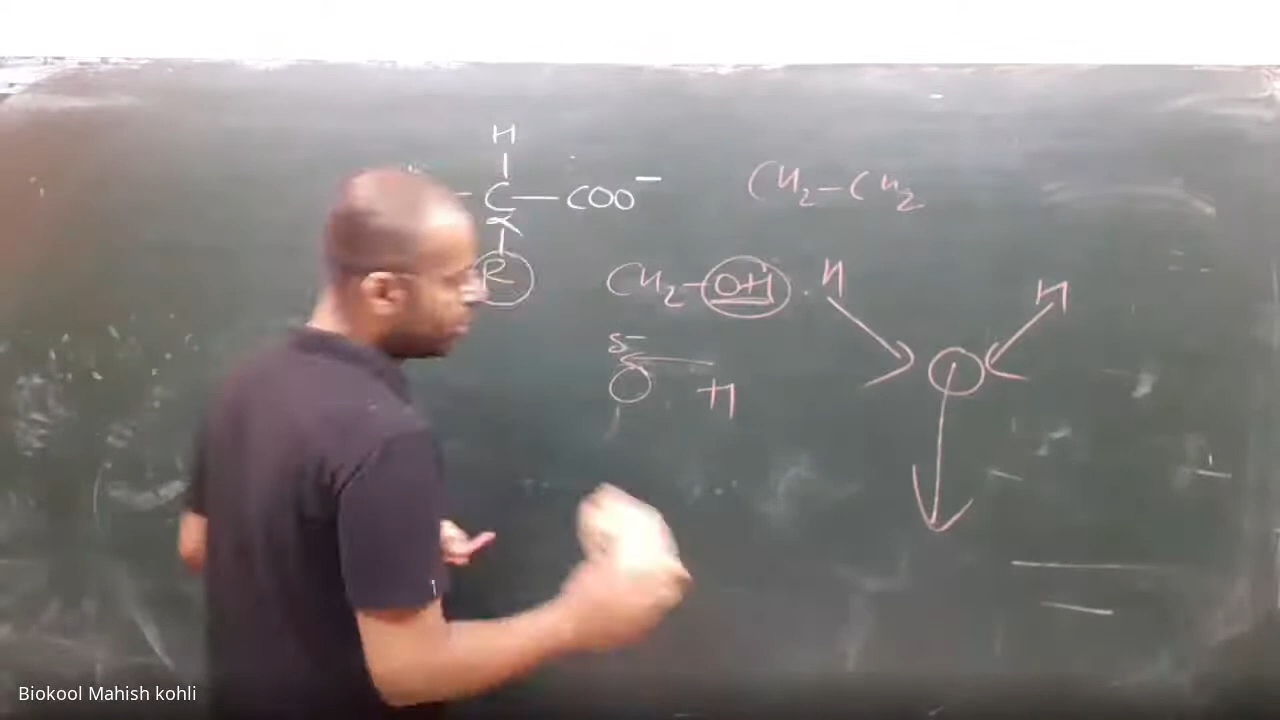 H
C — COO⁻
α
R
CH₂–CH₂
CH₂–OH
H
H
δ⁻
O
H
Biokool Mahish kohli